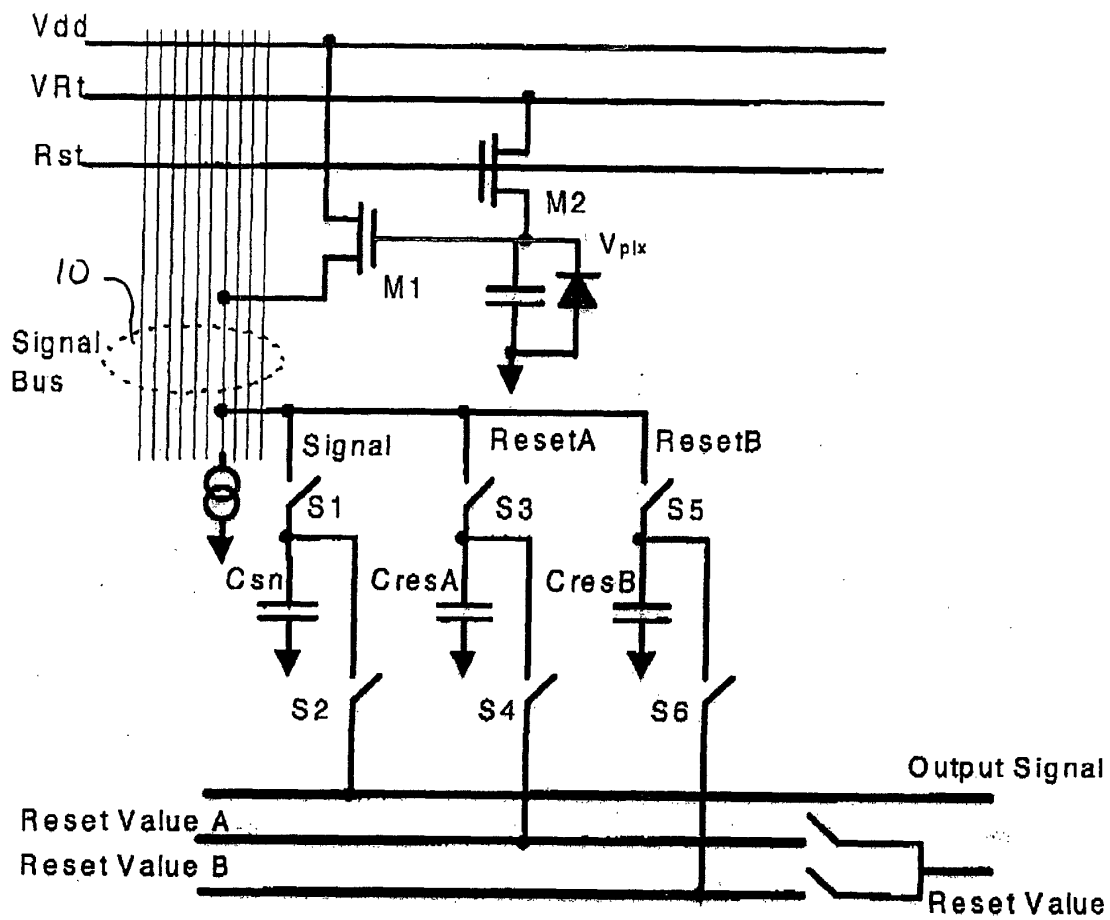 Vdd
VRt
Rst
M2
Vpix
M1
10
Signal
Bus
Signal
ResetA
ResetB
S1
S3
S5
Csn
CresA
CresB
S2
S4
S6
Output Signal
Reset Value A
Reset Value B
Reset Value